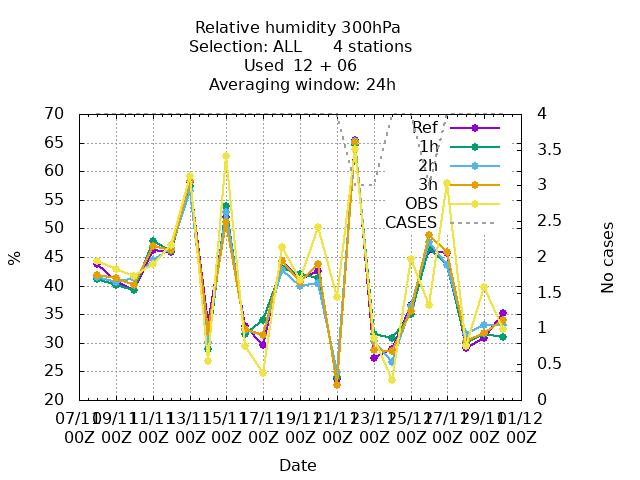 Relative humidity 300hPa
Selection: ALL      4 stations
Used  12 + 06
Averaging window: 24h
70
65
60
55
50
45
40
35
30
25
20
%
4
3.5
3
2.5
2
1.5
1
0.5
0
No cases
Ref
1h
2h
3h
OBS
CASES
07/11 09/11 11/11 13/11 15/11 17/11 19/11 21/11 23/11 25/11 27/11 29/11 01/12
00Z 00Z 00Z 00Z 00Z 00Z 00Z 00Z 00Z 00Z 00Z 00Z 00Z
Date